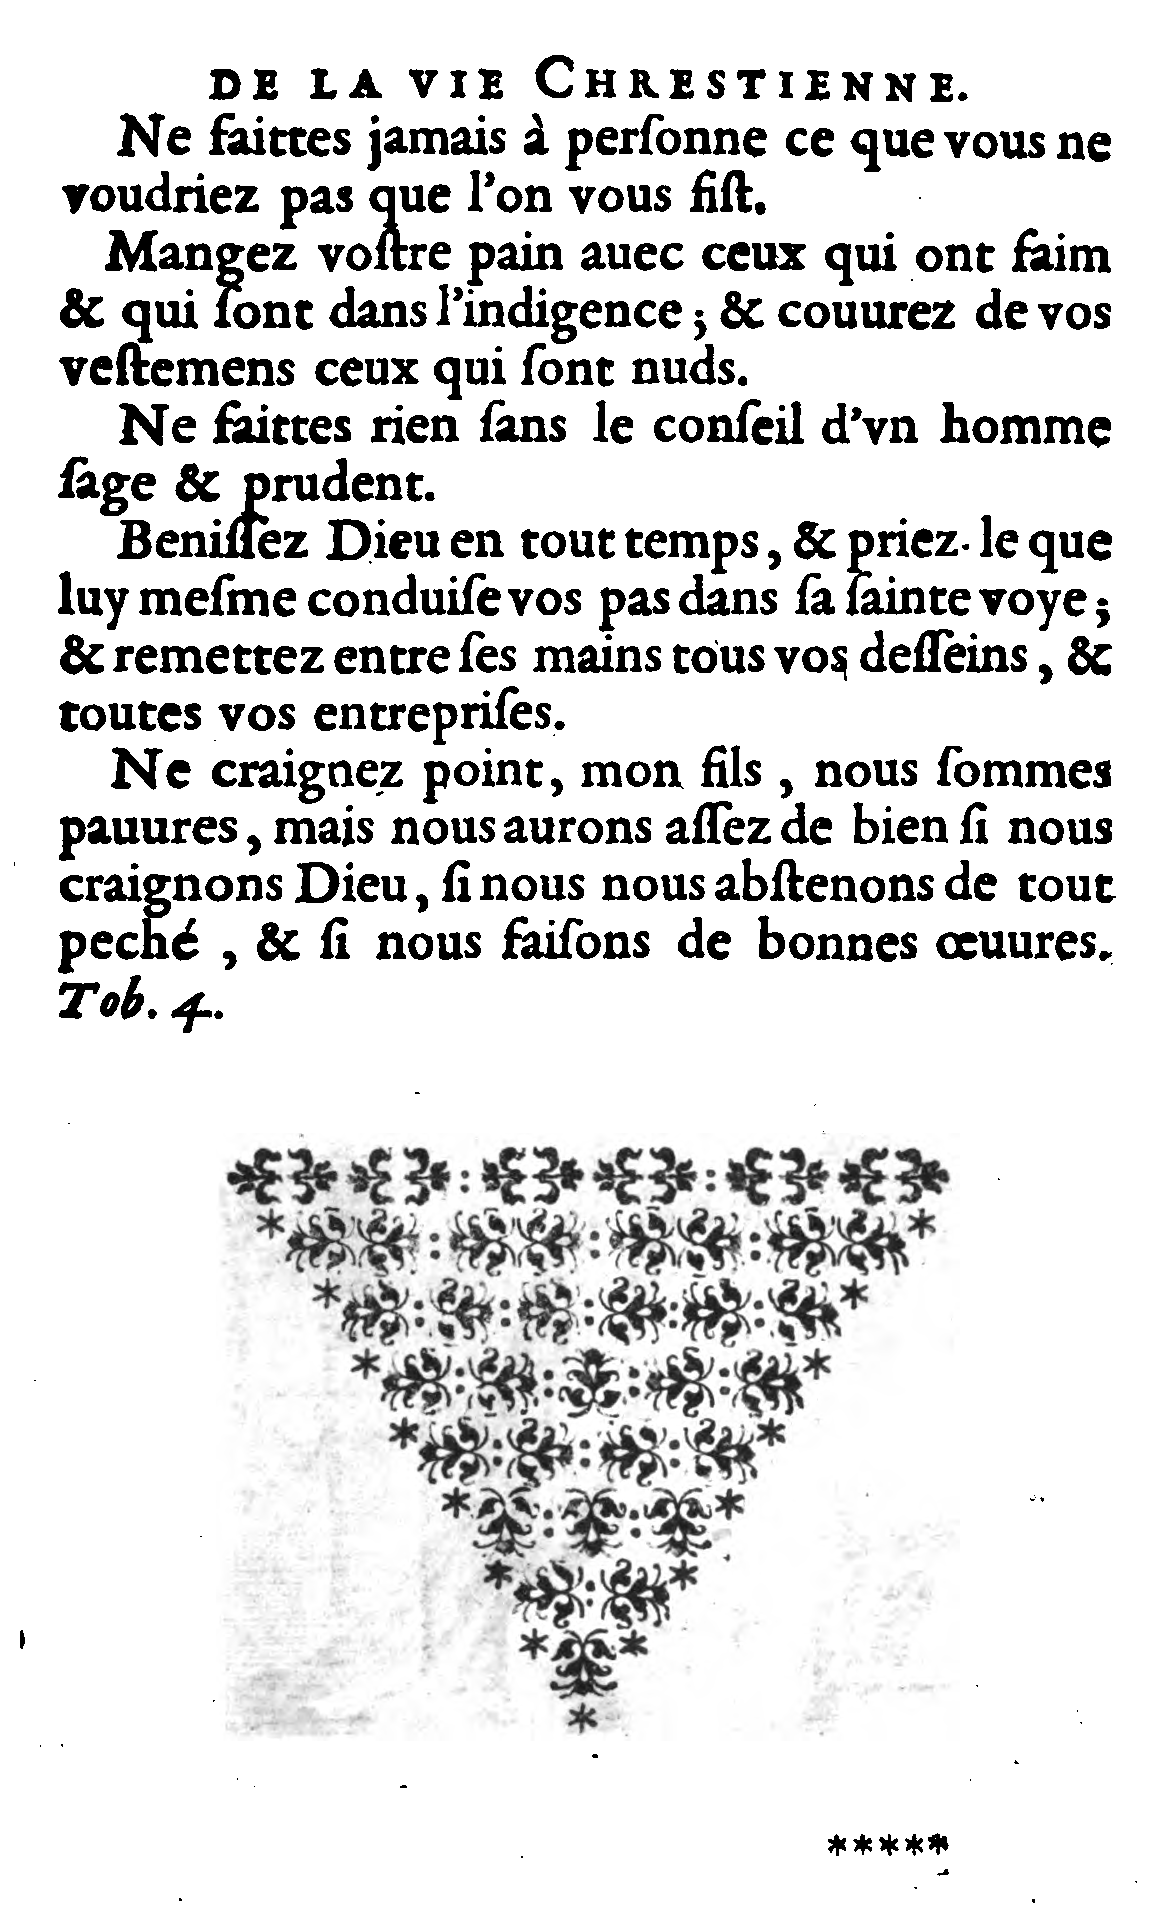 DE LA VIE CHRESTIENNE.
Ne faittes jamais à perſonne ce que vous ne
voudriez pas que l'on vous fiſt.
Mangez voſtre pain auec ceux qui ont faim
& qui ſont dans l'indigence ; & couurez de vos
veſtemens ceux qui ſont nuds.
Ne faittes rien ſans le conſeil d'vn homme
ſage & prudent.
Beniſſez Dieu en tout temps, & priez-le que
luy meſme conduiſe vos pas dans ſa ſainte voye ;
& remettez entre ſes mains tous vos deſſeins, &
toutes vos entrepriſes.
Ne craignez point, mon fils , nous ſommes
pauures, mais nous aurons aſſez de bien ſi nous
craignons Dieu, ſi nous nous abſtenons de tout
peché , & ſi nous faiſons de bonnes œuures.
Tob. 4.
*****